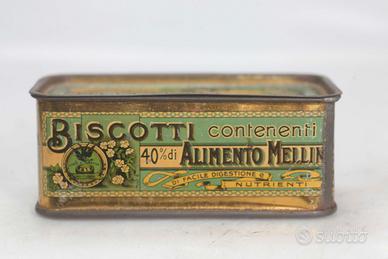 BISCOTTI contenenti
40% di ALIMENTO MELLIN
DI FACILE DIGESTIONE E
NUTRIENTI
subito